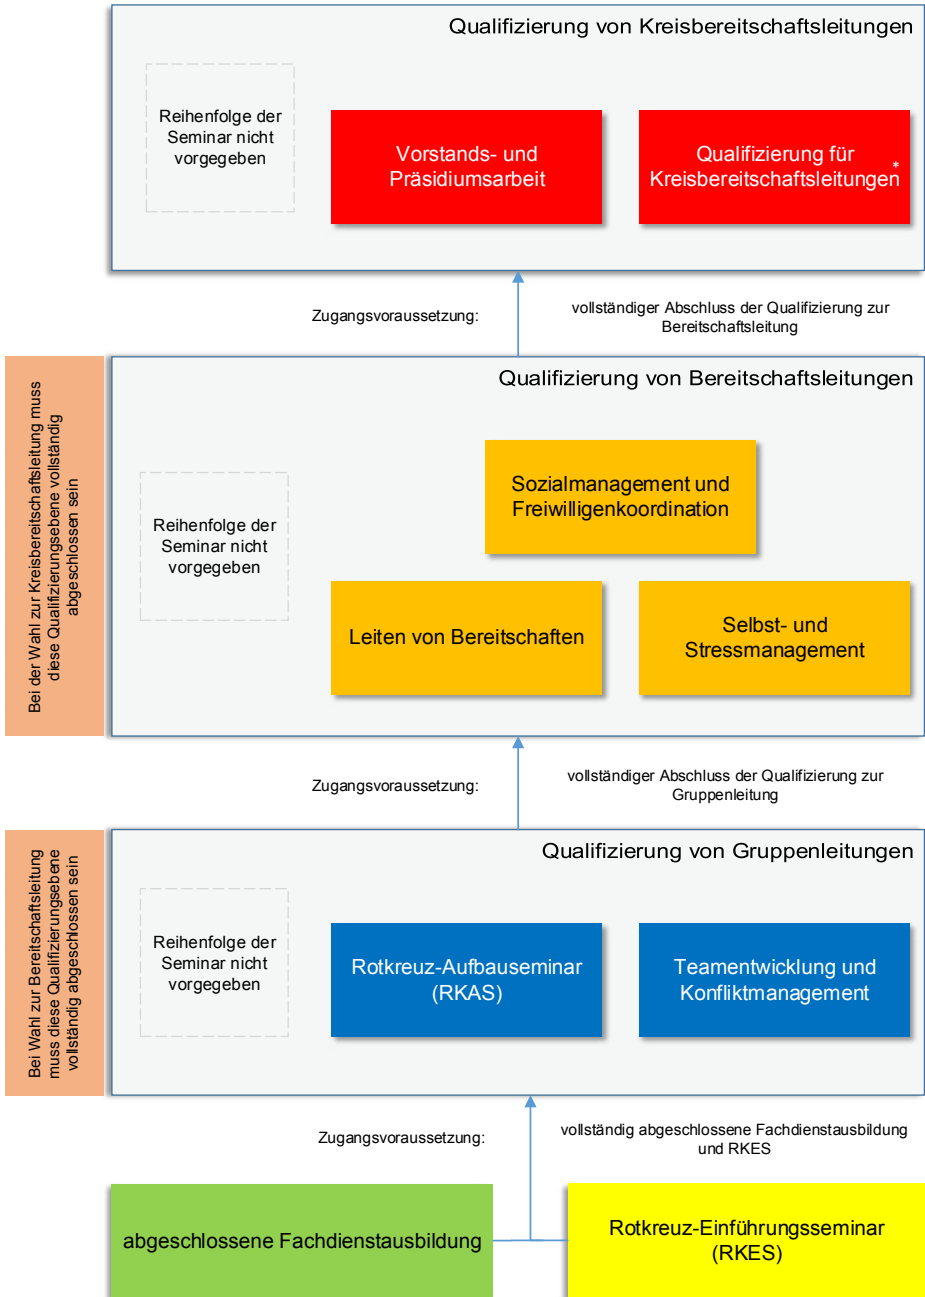 Qualifizierung von Kreisbereitschaftsleitungen
Reihenfolge der
Seminar nicht
vorgegeben
Vorstands- und
Präsidiumsarbeit
Qualifizierung für
Kreisbereitschaftsleitungen*
Zugangsvoraussetzung:
vollständiger Abschluss der Qualifizierung zur
Bereitschaftsleitung
Bei der Wahl zur Kreisbereitschaftsleitung muss
diese Qualifizierungsebene vollständig
abgeschlossen sein
Qualifizierung von Bereitschaftsleitungen
Reihenfolge der
Seminar nicht
vorgegeben
Sozialmanagement und
Freiwilligenkoordination
Leiten von Bereitschaften
Selbst- und
Stressmanagement
Zugangsvoraussetzung:
vollständiger Abschluss der Qualifizierung zur
Gruppenleitung
Bei Wahl zur Bereitschaftsleitung
muss diese Qualifizierungsebene
vollständig abgeschlossen sein
Qualifizierung von Gruppenleitungen
Reihenfolge der
Seminar nicht
vorgegeben
Rotkreuz-Aufbauseminar
(RKAS)
Teamentwicklung und
Konfliktmanagement
Zugangsvoraussetzung:
vollständig abgeschlossene Fachdienstausbildung
und RKES
abgeschlossene Fachdienstausbildung
Rotkreuz-Einführungsseminar
(RKES)